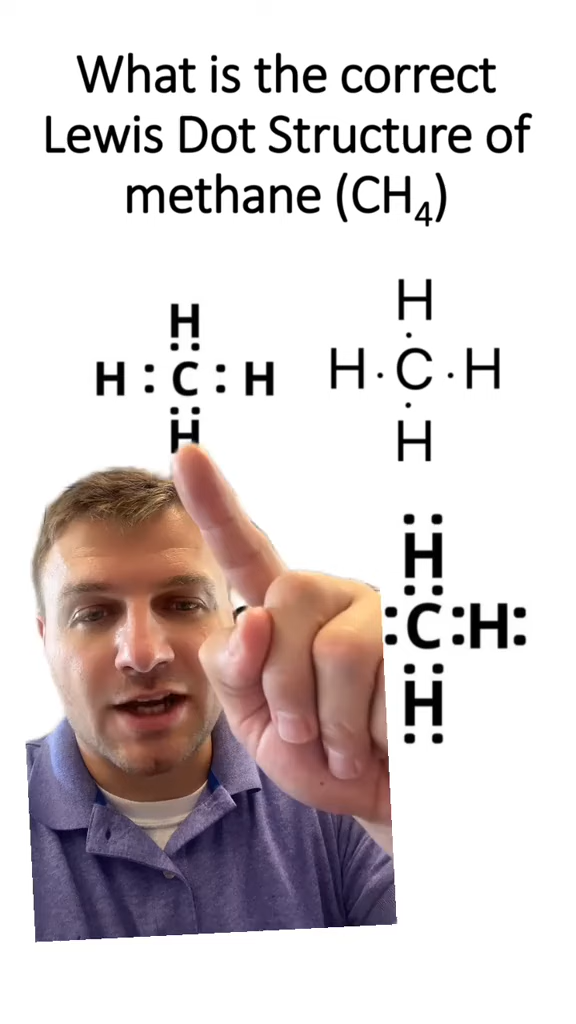 What is the correct
Lewis Dot Structure of
methane (CH₄)
H
H : C : H
H
H
H · C · H
H
H
: C : H :
H